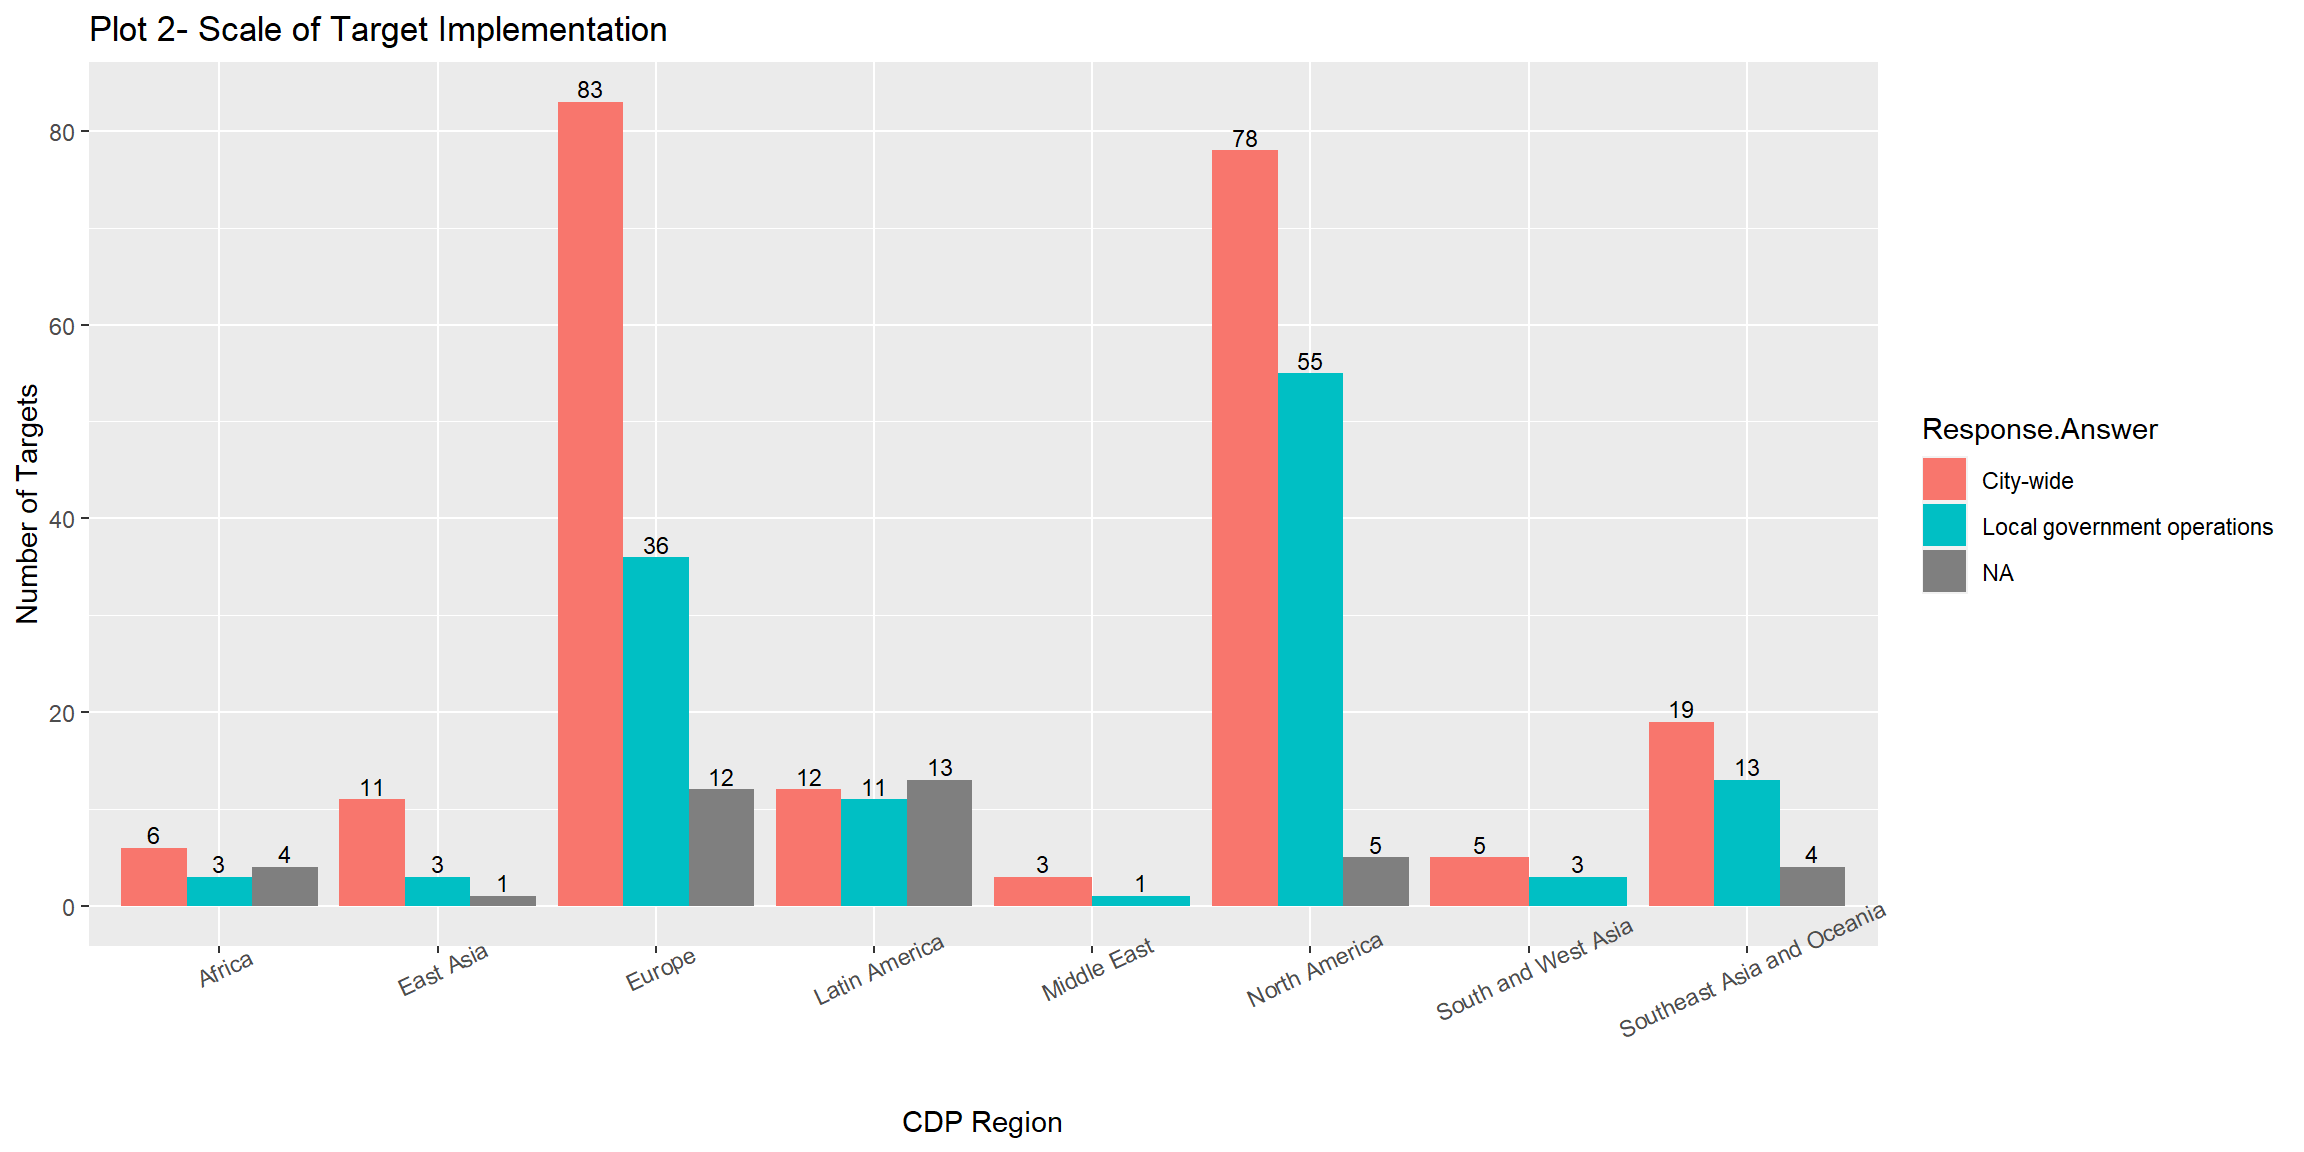 Plot 2- Scale of Target Implementation
Number of Targets
80
60
40
20
0
6
3
4
11
3
1
83
36
12
12
11
13
3
1
78
55
5
5
3
19
13
4
Africa
East Asia
Europe
Latin America
Middle East
North America
South and West Asia
Southeast Asia and Oceania
CDP Region
Response.Answer
City-wide
Local government operations
NA